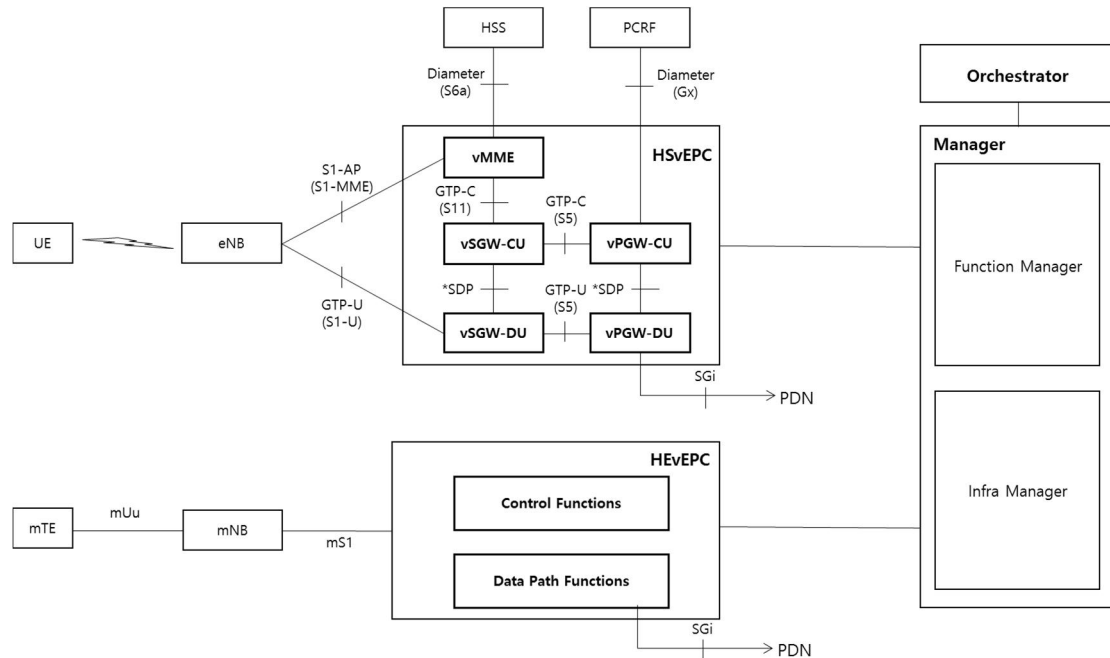 HSS
PCRF
Diameter
(S6a)
Diameter
(Gx)
Orchestrator
vMME
HSvEPC
Manager
S1-AP
(S1-MME)
GTP-C
(S11)
GTP-C
(S5)
UE
eNB
vSGW-CU
vPGW-CU
Function Manager
*SDP
GTP-U
(S5)
*SDP
GTP-U
(S1-U)
vSGW-DU
vPGW-DU
SGi
PDN
HEvEPC
Control Functions
Infra Manager
mTE
mUu
mNB
mS1
Data Path Functions
SGi
PDN